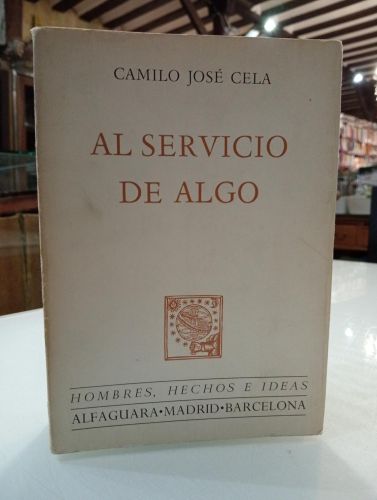 CAMILO JOSÉ CELA
AL SERVICIO
DE ALGO
HOMBRES, HECHOS E IDEAS
ALFAGUARA•MADRID•BARCELONA